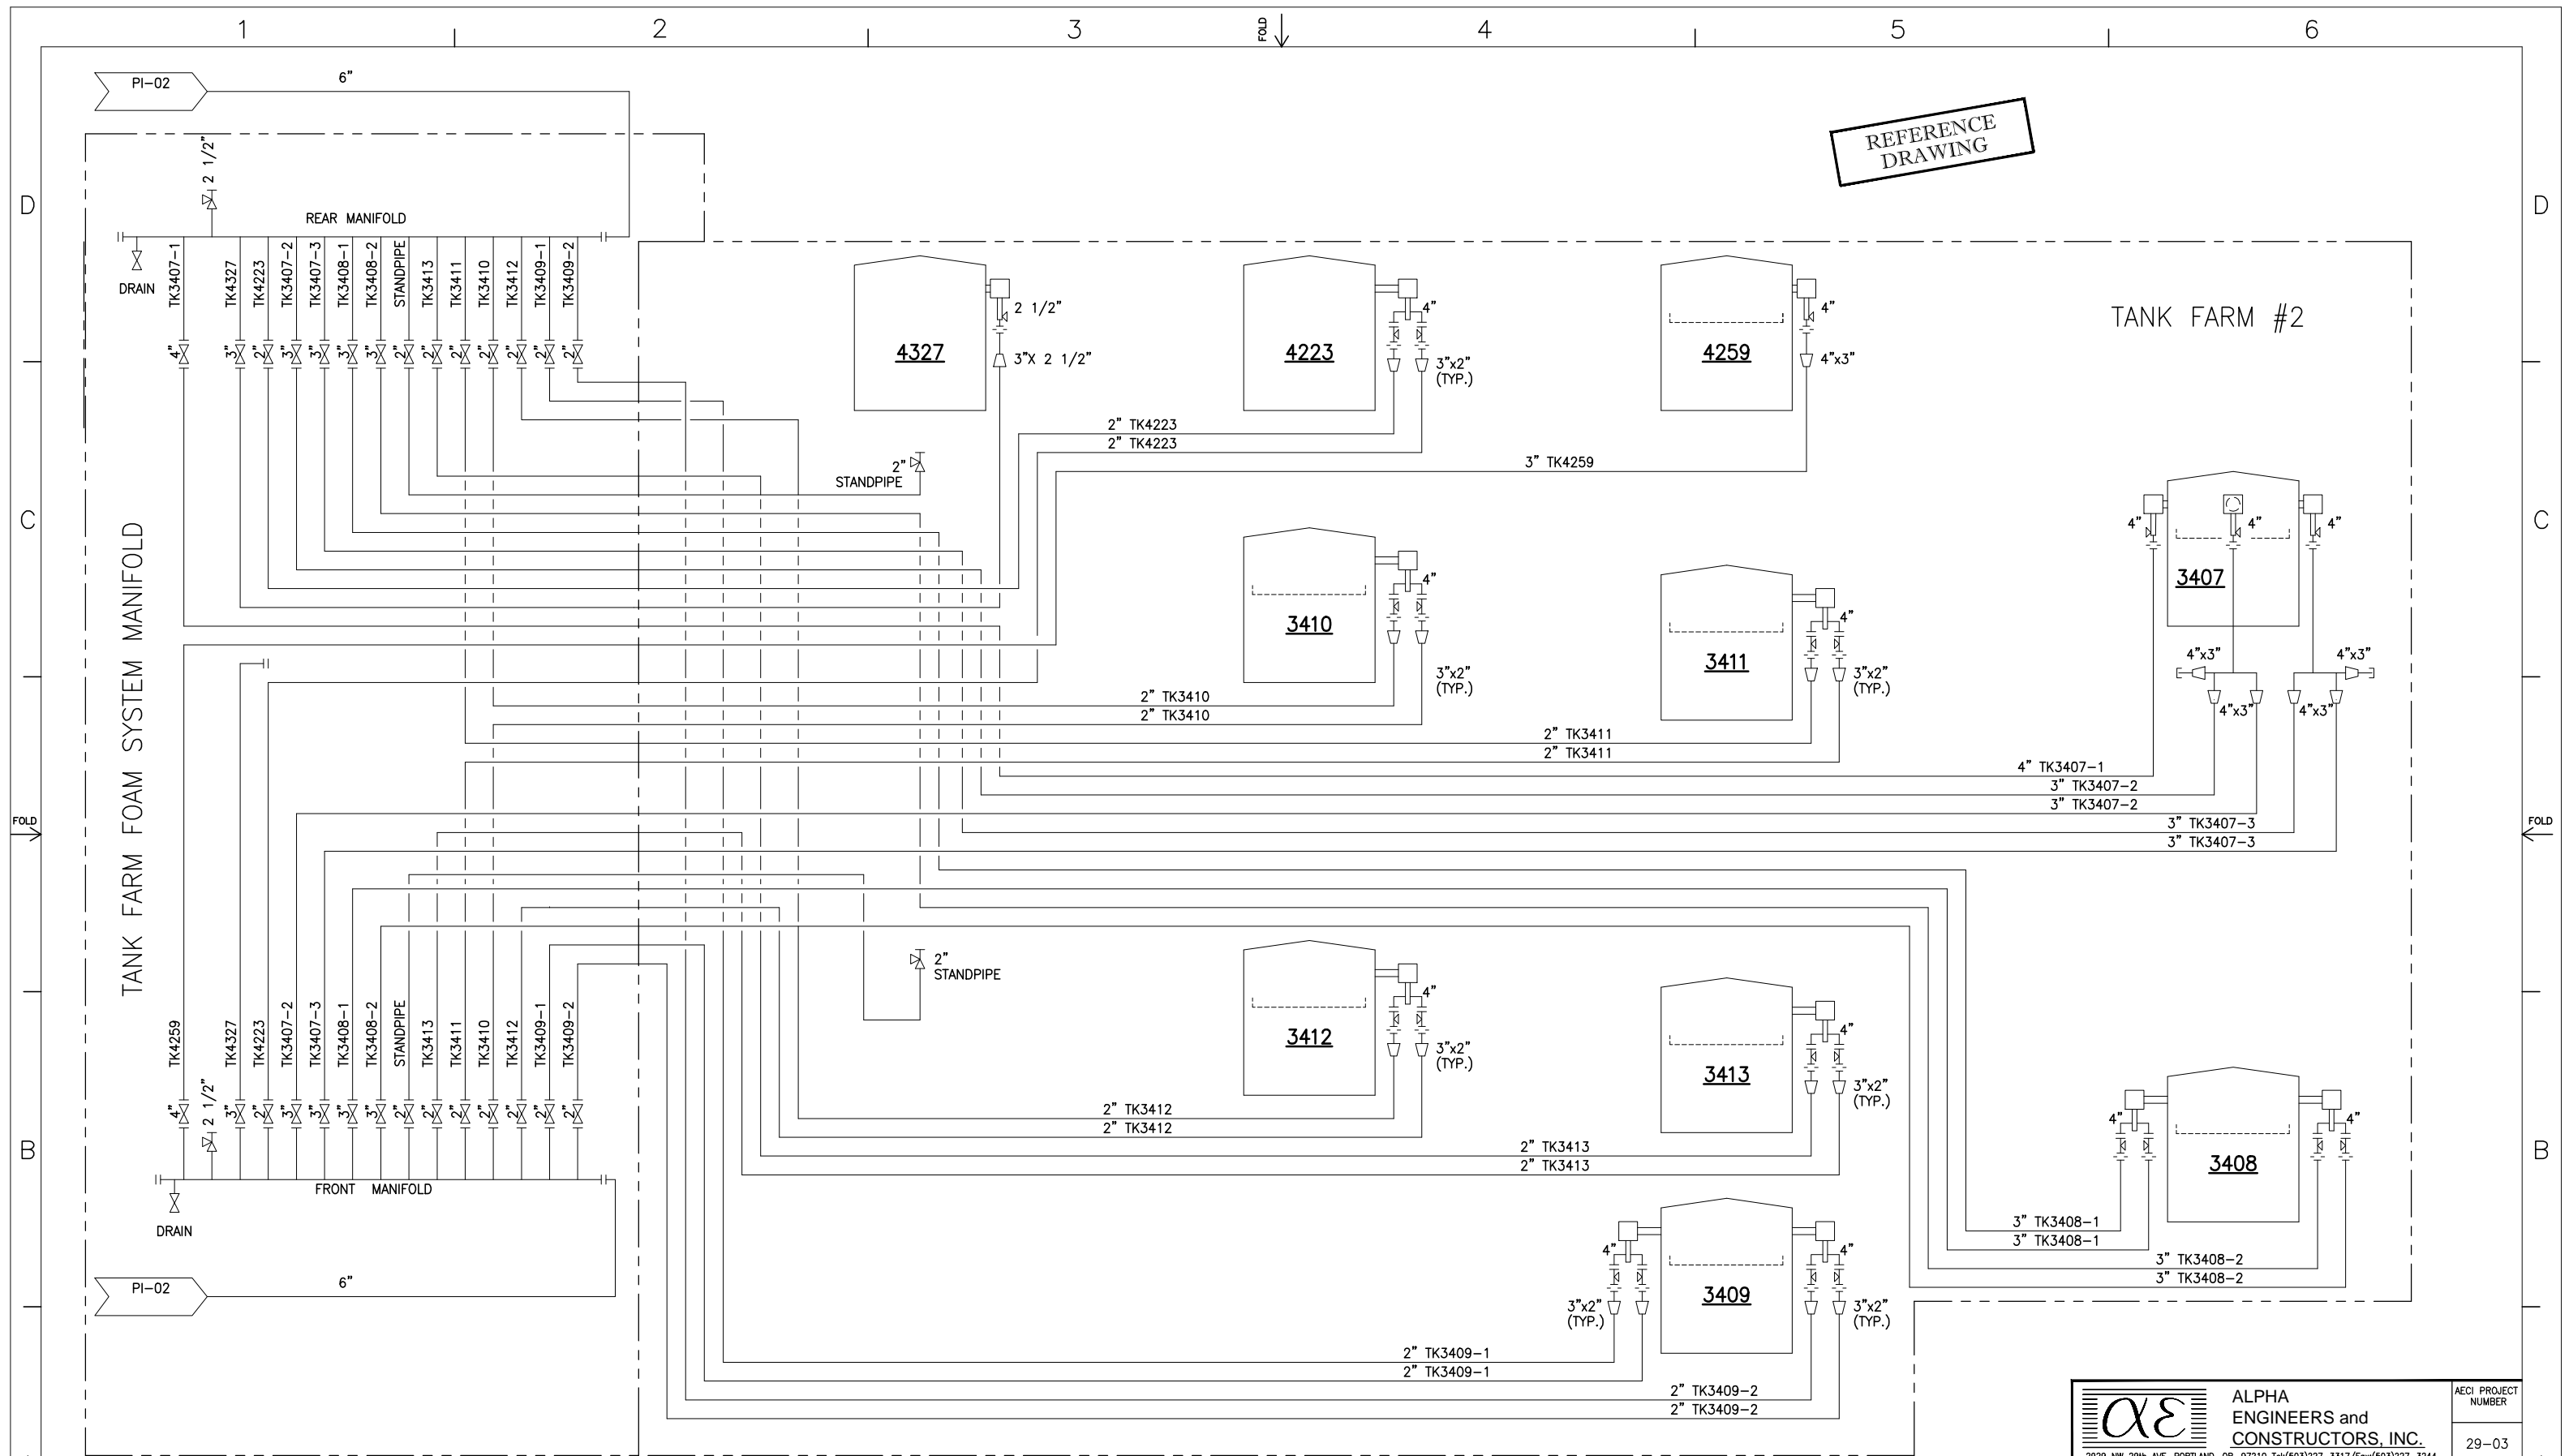 1 2 3 FOLD 4 5 6
PI-02 6"
REFERENCE
DRAWING
D D
2 1/2"
REAR MANIFOLD
DRAIN
TK3407-1
TK4327
TK4223
TK3407-2
TK3407-3
TK3408-1
TK3408-2
STANDPIPE
TK3413
TK3411
TK3410
TK3412
TK3409-1
TK3409-2
4" 3" 2" 3" 3" 3" 3" 2" 2" 2" 2" 2" 2" 2"
TANK FARM #2
4327
2 1/2"
3"X 2 1/2"
4223
4"
3"x2"
(TYP.)
4259
4"
4"x3"
2" TK4223
2" TK4223
3" TK4259
2"
STANDPIPE
C C
TANK FARM FOAM SYSTEM MANIFOLD
3410
4"
3"x2"
(TYP.)
3411
4"
3"x2"
(TYP.)
4" 4" 4"
3407
4"x3" 4"x3"
4"x3" 4"x3"
2" TK3410
2" TK3410
2" TK3411
2" TK3411
4" TK3407-1
3" TK3407-2
3" TK3407-2
3" TK3407-3
3" TK3407-3
FOLD FOLD
2"
STANDPIPE
3412
4"
3"x2"
(TYP.)
3413
4"
3"x2"
(TYP.)
TK4259
TK4327
TK4223
TK3407-2
TK3407-3
TK3408-1
TK3408-2
STANDPIPE
TK3413
TK3411
TK3410
TK3412
TK3409-1
TK3409-2
4" 2 1/2" 3" 2" 3" 3" 3" 3" 2" 2" 2" 2" 2" 2" 2"
B B
FRONT MANIFOLD
DRAIN
PI-02 6"
2" TK3412
2" TK3412
2" TK3413
2" TK3413
4" 4"
3408
3" TK3408-1
3" TK3408-1
3" TK3408-2
3" TK3408-2
4" 4"
3409
3"x2"
(TYP.)
3"x2"
(TYP.)
2" TK3409-1
2" TK3409-1
2" TK3409-2
2" TK3409-2
αε
ALPHA
ENGINEERS and
CONSTRUCTORS, INC.
AECI PROJECT
NUMBER
29-03